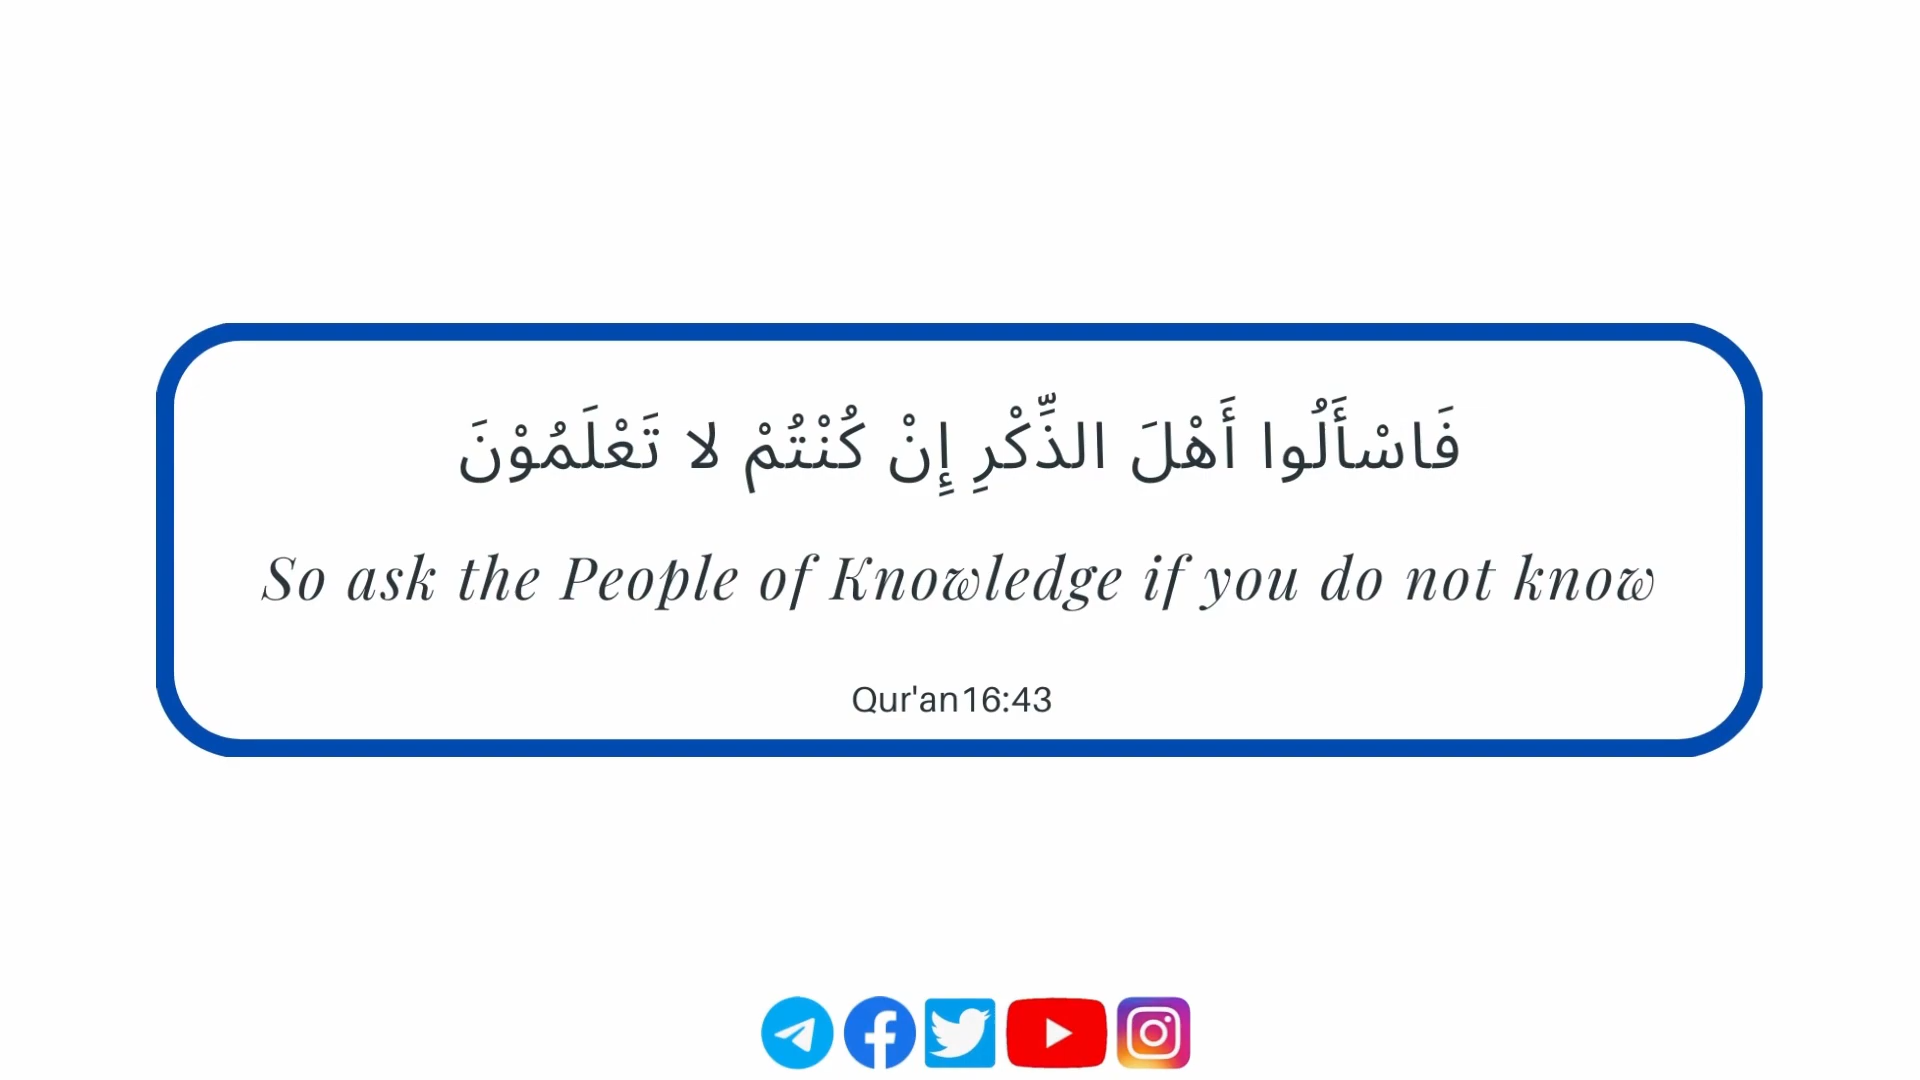 فَاسْأَلُوا أَهْلَ الذِّكْرِ إِنْ كُنْتُمْ لا تَعْلَمُوْنَ
So ask the People of Knowledge if you do not know
Qur'an16:43